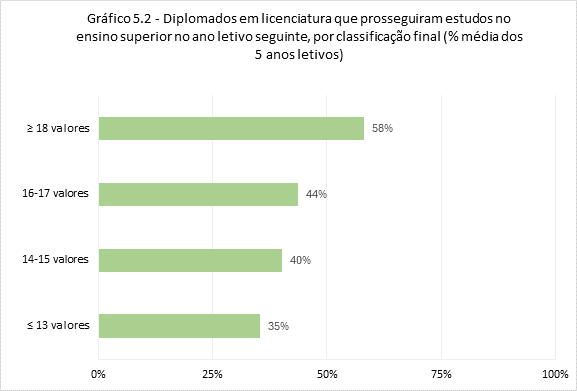 Gráfico 5.2 - Diplomados em licenciatura que prosseguiram estudos no
ensino superior no ano letivo seguinte, por classificação final (% média dos
5 anos letivos)
≥ 18 valores
58%
16-17 valores
44%
14-15 valores
40%
≤ 13 valores
35%
0%
25%
50%
75%
100%